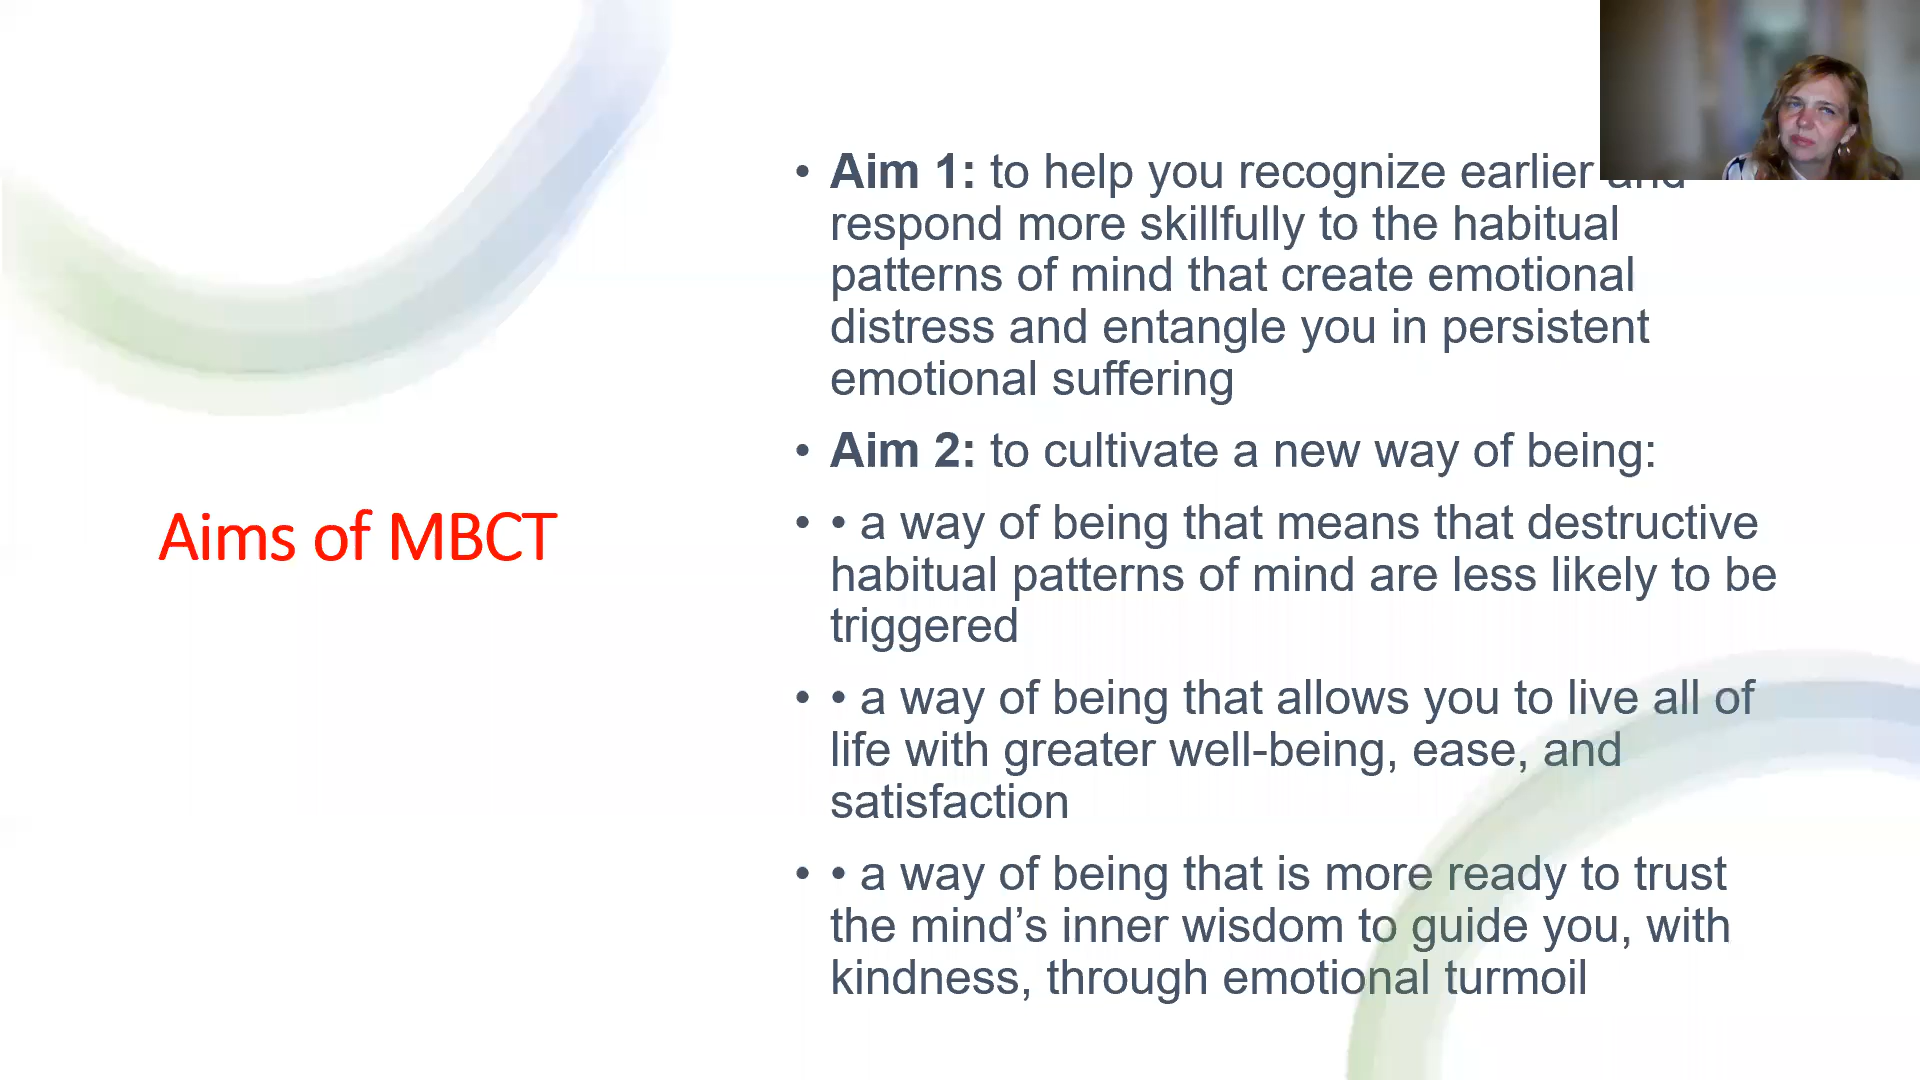 Aims of MBCT
• Aim 1: to help you recognize earlier and
respond more skillfully to the habitual
patterns of mind that create emotional
distress and entangle you in persistent
emotional suffering
• Aim 2: to cultivate a new way of being:
• • a way of being that means that destructive
habitual patterns of mind are less likely to be
triggered
• • a way of being that allows you to live all of
life with greater well-being, ease, and
satisfaction
• • a way of being that is more ready to trust
the mind’s inner wisdom to guide you, with
kindness, through emotional turmoil